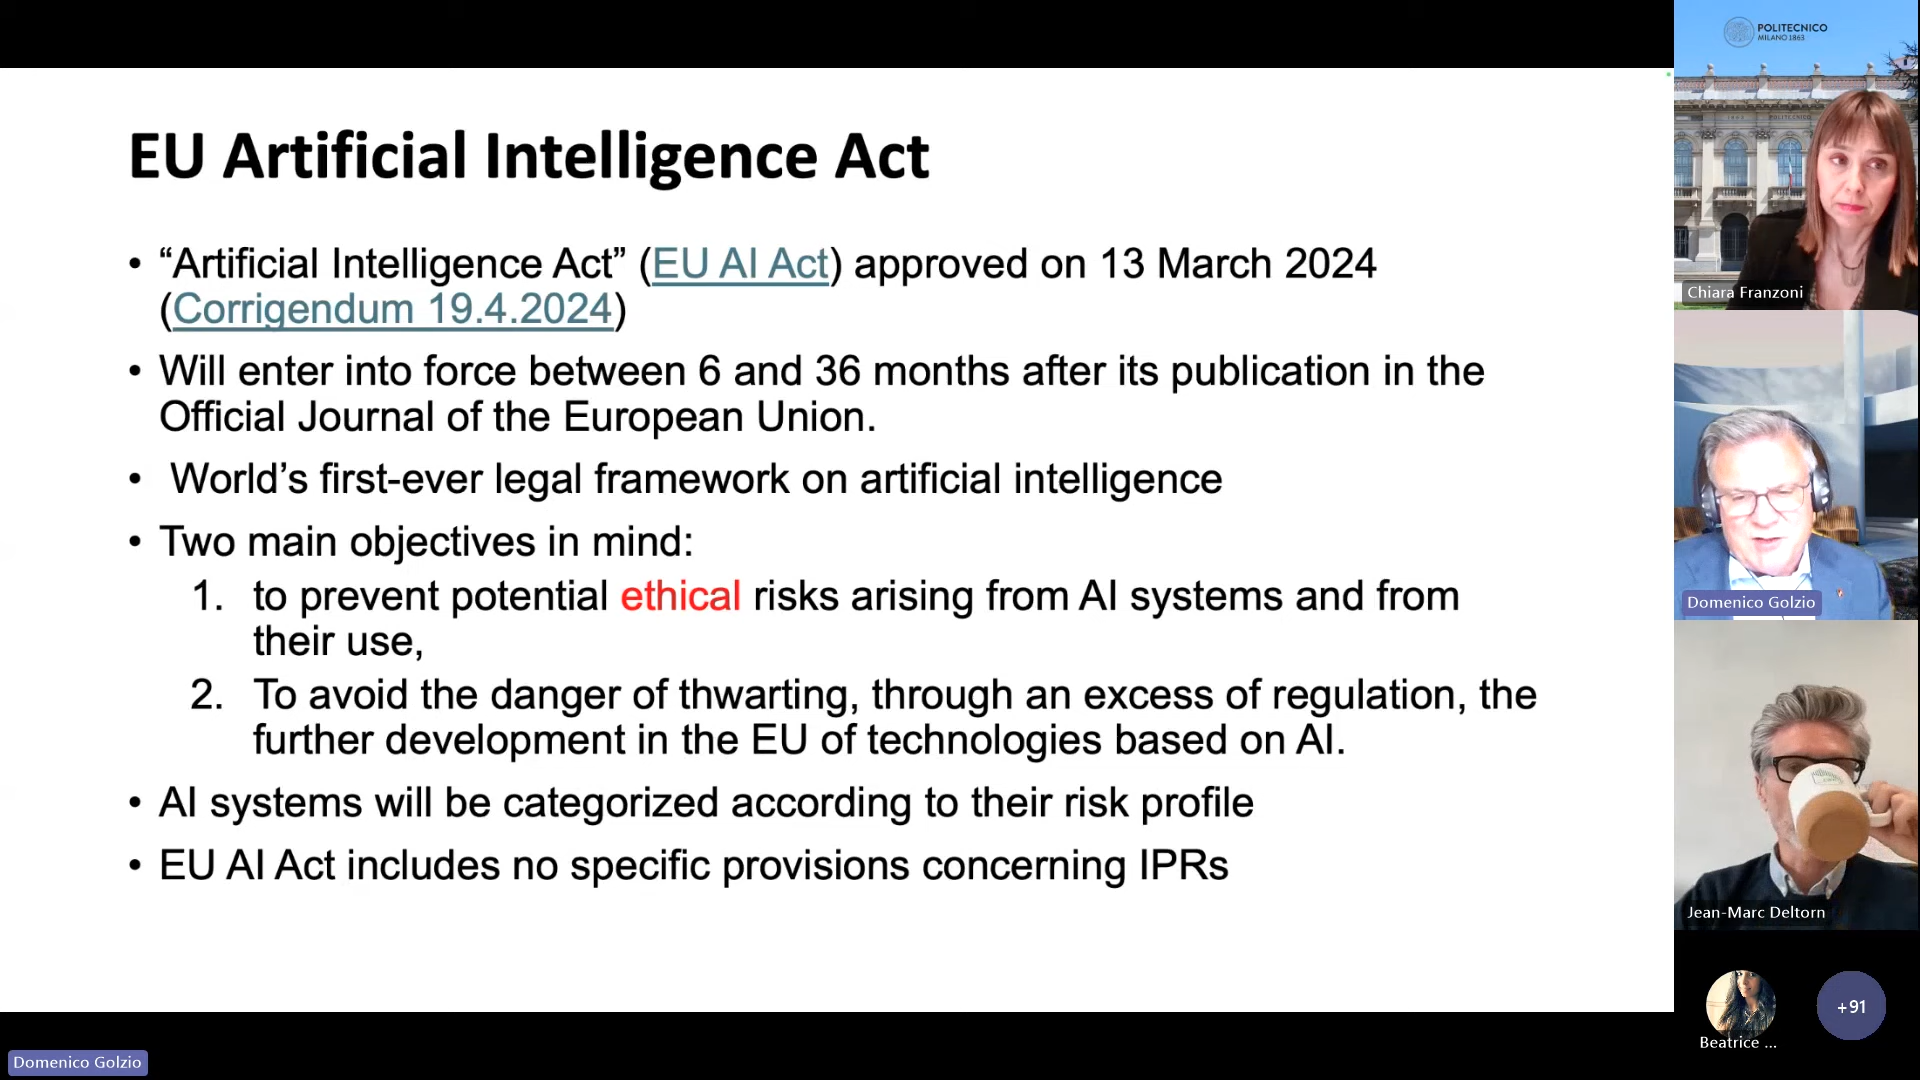 EU Artificial Intelligence Act
• “Artificial Intelligence Act” (EU AI Act) approved on 13 March 2024
(Corrigendum 19.4.2024)
• Will enter into force between 6 and 36 months after its publication in the
Official Journal of the European Union.
• World’s first-ever legal framework on artificial intelligence
• Two main objectives in mind:
1. to prevent potential ethical risks arising from AI systems and from
their use,
2. To avoid the danger of thwarting, through an excess of regulation, the
further development in the EU of technologies based on AI.
• AI systems will be categorized according to their risk profile
• EU AI Act includes no specific provisions concerning IPRs
Domenico Golzio
POLITECNICO
MILANO 1863
Chiara Franzoni
Domenico Golzio
Jean-Marc Deltorn
Beatrice ...
+91